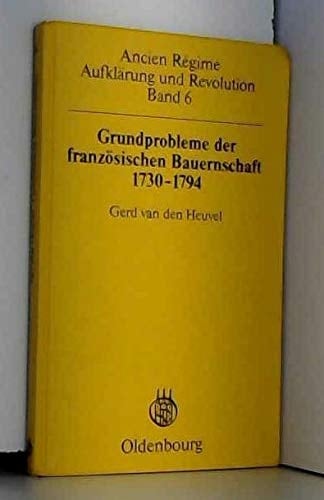 Ancien Régime
Aufklärung und Revolution
Band 6
Grundprobleme der
französischen Bauernschaft
1730-1794
Gerd van den Heuvel
Oldenbourg